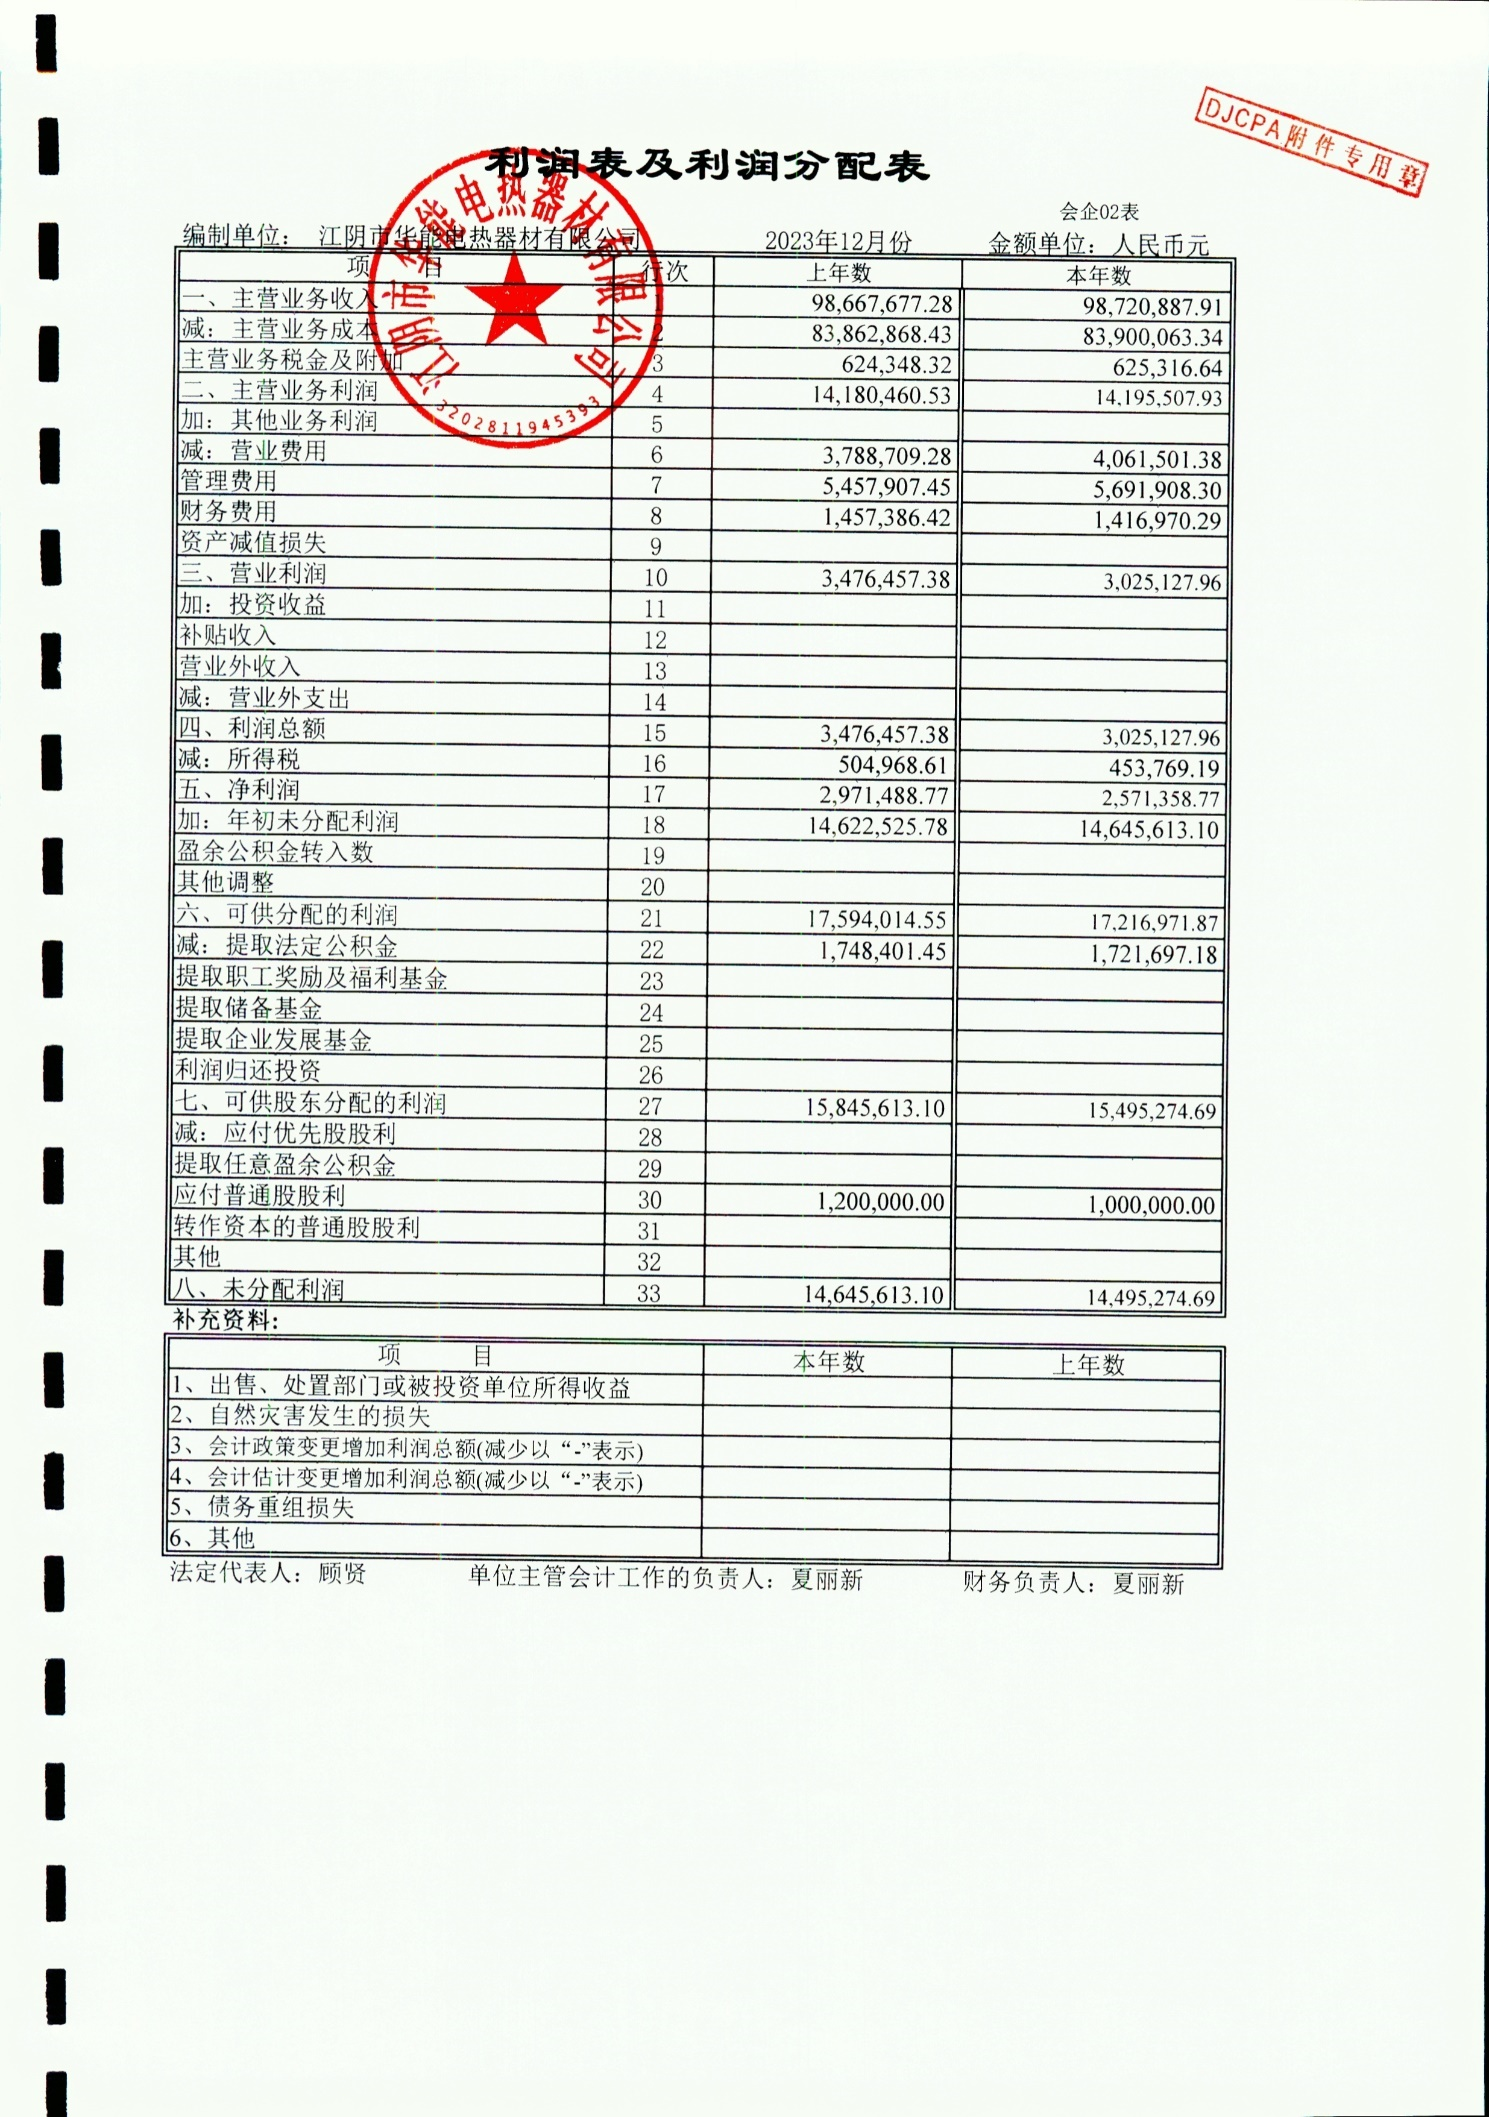 DJCPA附件专用章
利润表及利润分配表
会企02表
编制单位： 江阴市华能电热器材有限公司 2023年12月份 金额单位：人民币元
项 目 行次 上年数 本年数
一、主营业务收入 1 98,667,677.28 98,720,887.91
减：主营业务成本 2 83,862,868.43 83,900,063.34
主营业务税金及附加 3 624,348.32 625,316.64
二、主营业务利润 4 14,180,460.53 14,195,507.93
加：其他业务利润 5
减：营业费用 6 3,788,709.28 4,061,501.38
管理费用 7 5,457,907.45 5,691,908.30
财务费用 8 1,457,386.42 1,416,970.29
资产减值损失 9
三、营业利润 10 3,476,457.38 3,025,127.96
加：投资收益 11
补贴收入 12
营业外收入 13
减：营业外支出 14
四、利润总额 15 3,476,457.38 3,025,127.96
减：所得税 16 504,968.61 453,769.19
五、净利润 17 2,971,488.77 2,571,358.77
加：年初未分配利润 18 14,622,525.78 14,645,613.10
盈余公积金转入数 19
其他调整 20
六、可供分配的利润 21 17,594,014.55 17,216,971.87
减：提取法定公积金 22 1,748,401.45 1,721,697.18
提取职工奖励及福利基金 23
提取储备基金 24
提取企业发展基金 25
利润归还投资 26
七、可供股东分配的利润 27 15,845,613.10 15,495,274.69
减：应付优先股股利 28
提取任意盈余公积金 29
应付普通股股利 30 1,200,000.00 1,000,000.00
转作资本的普通股股利 31
其他 32
八、未分配利润 33 14,645,613.10 14,495,274.69
江阴市华能电热器材有限公司
3202811945393
补充资料：
项 目 本年数 上年数
1、出售、处置部门或被投资单位所得收益
2、自然灾害发生的损失
3、会计政策变更增加利润总额(减少以“-”表示)
4、会计估计变更增加利润总额(减少以“-”表示)
5、债务重组损失
6、其他
法定代表人：顾贤 单位主管会计工作的负责人：夏丽新 财务负责人：夏丽新